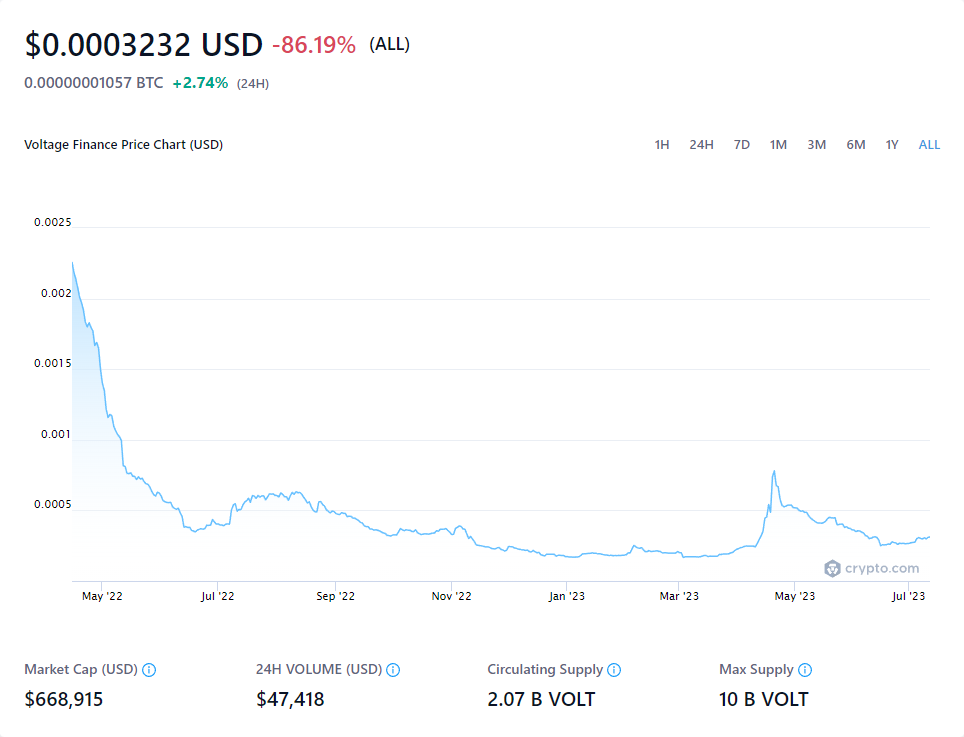 $0.0003232 USD -86.19% (ALL)
0.00000001057 BTC +2.74% (24H)
Voltage Finance Price Chart (USD) 1H 24H 7D 1M 3M 6M 1Y ALL
0.0025
0.002
0.0015
0.001
0.0005
crypto.com
May '22 Jul '22 Sep '22 Nov '22 Jan '23 Mar '23 May '23 Jul '23
Market Cap (USD) 24H VOLUME (USD) Circulating Supply Max Supply
$668,915 $47,418 2.07 B VOLT 10 B VOLT